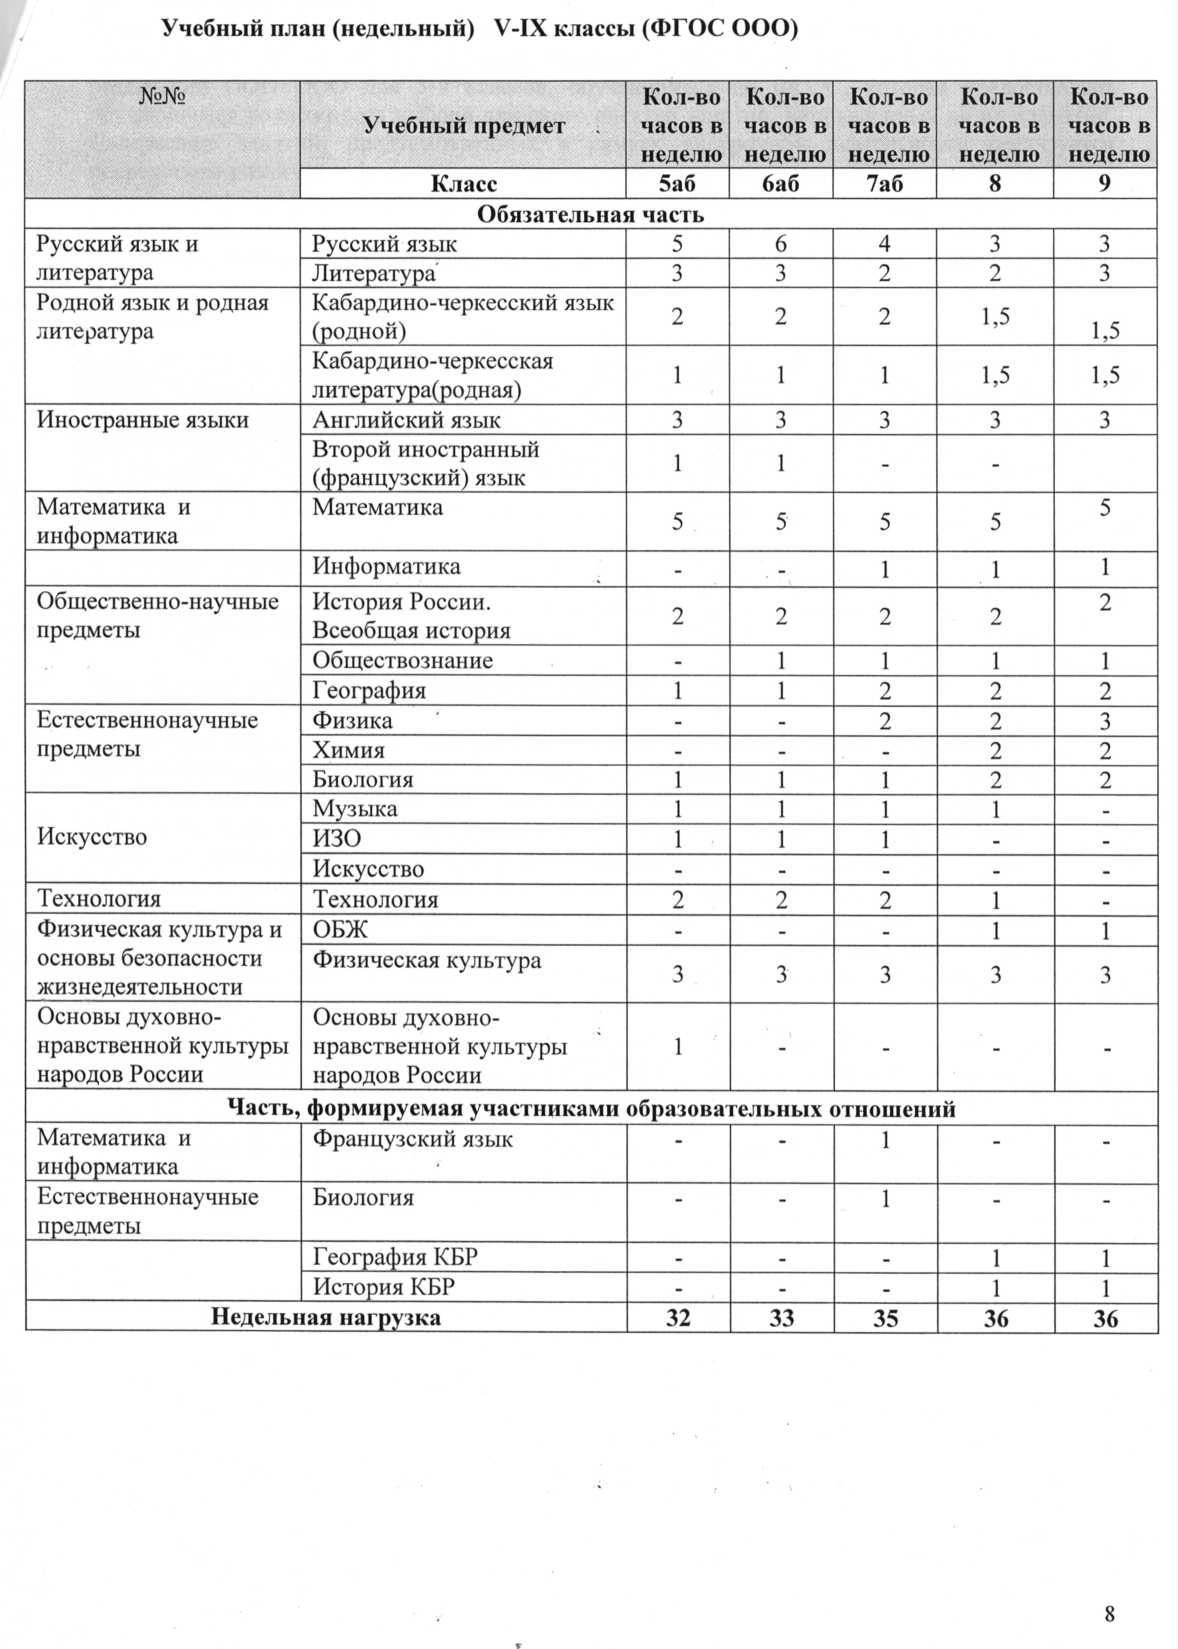 Учебный план (недельный) V-IX классы (ФГОС ООО)
№№ Учебный предмет Кол-во часов в неделю Кол-во часов в неделю Кол-во часов в неделю Кол-во часов в неделю Кол-во часов в неделю
Класс 5аб 6аб 7аб 8 9
Обязательная часть
Русский язык и литература Русский язык 5 6 4 3 3
Литература 3 3 2 2 3
Родной язык и родная литература Кабардино-черкесский язык (родной) 2 2 2 1,5 1,5
Кабардино-черкесская литература(родная) 1 1 1 1,5 1,5
Иностранные языки Английский язык 3 3 3 3 3
Второй иностранный (французский) язык 1 1 - -
Математика и информатика Математика 5 5 5 5 5
Информатика - - 1 1 1
Общественно-научные предметы История России. Всеобщая история 2 2 2 2 2
Обществознание - 1 1 1 1
География 1 1 2 2 2
Естественнонаучные предметы Физика - - 2 2 3
Химия - - - 2 2
Биология 1 1 1 2 2
Искусство Музыка 1 1 1 1 -
ИЗО 1 1 1 - -
Искусство - - - - -
Технология Технология 2 2 2 1 -
Физическая культура и основы безопасности жизнедеятельности ОБЖ - - - 1 1
Физическая культура 3 3 3 3 3
Основы духовно-нравственной культуры народов России Основы духовно-нравственной культуры народов России 1 - - - -
Часть, формируемая участниками образовательных отношений
Математика и информатика Французский язык - - 1 - -
Естественнонаучные предметы Биология - - 1 - -
География КБР - - - 1 1
История КБР - - - 1 1
Недельная нагрузка 32 33 35 36 36
8